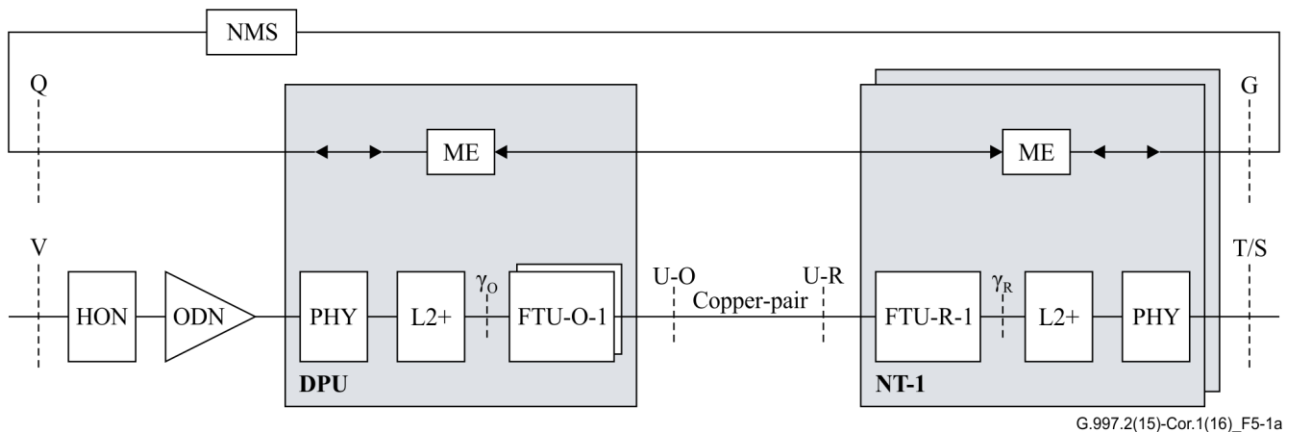 NMS
Q
G
ME
ME
V
T/S
HON
ODN
PHY
L2+
γO
FTU-O-1
U-O
Copper-pair
U-R
FTU-R-1
γR
L2+
PHY
DPU
NT-1
G.997.2(15)-Cor.1(16)_F5-1a